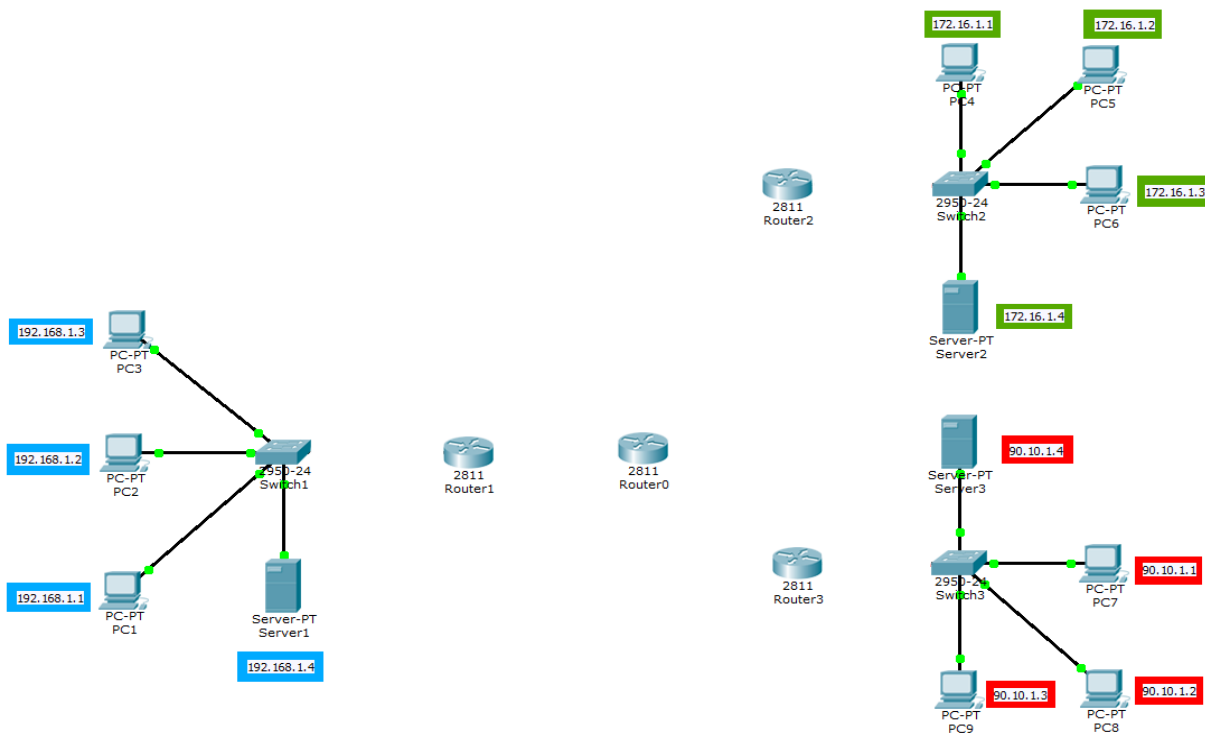 172.16.1.1
172.16.1.2
PC-PT
PC4
PC-PT
PC5
2811
Router2
2950-24
Switch2
172.16.1.3
PC-PT
PC6
192.168.1.3
172.16.1.4
Server-PT
Server2
PC-PT
PC3
192.168.1.2
PC-PT
PC2
2950-24
Switch1
2811
Router1
2811
Router0
90.10.1.4
Server-PT
Server3
192.168.1.1
PC-PT
PC1
Server-PT
Server1
192.168.1.4
2811
Router3
2950-24
Switch3
90.10.1.1
PC-PT
PC7
90.10.1.3
PC-PT
PC9
90.10.1.2
PC-PT
PC8